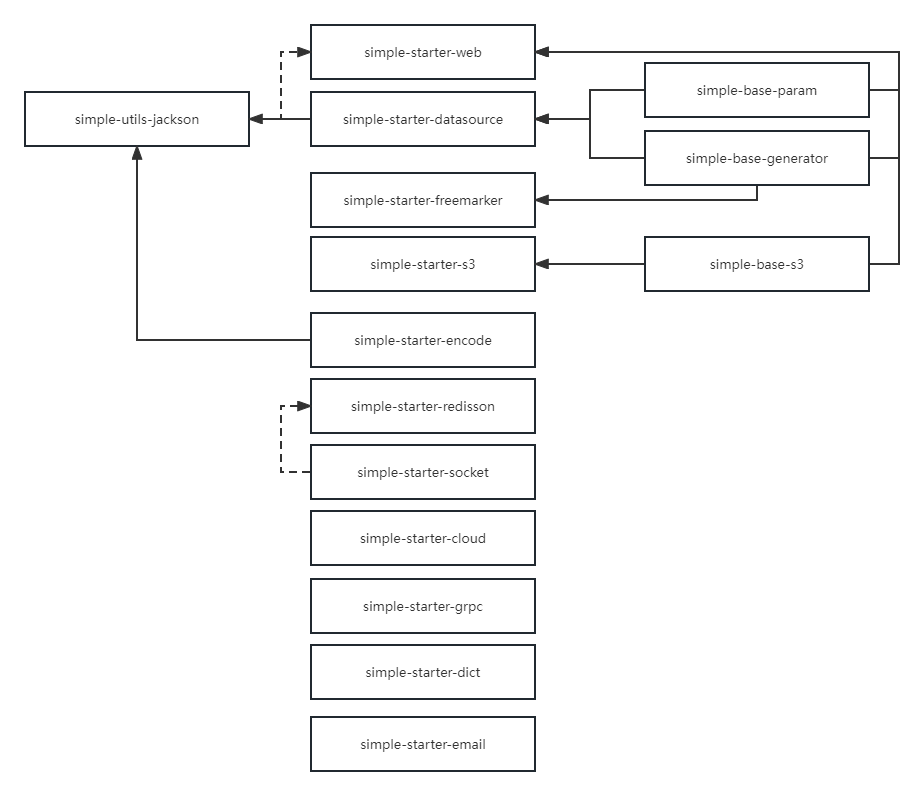 simple-starter-web
simple-base-param
simple-utils-jackson
simple-starter-datasource
simple-base-generator
simple-starter-freemarker
simple-starter-s3
simple-base-s3
simple-starter-encode
simple-starter-redisson
simple-starter-socket
simple-starter-cloud
simple-starter-grpc
simple-starter-dict
simple-starter-email